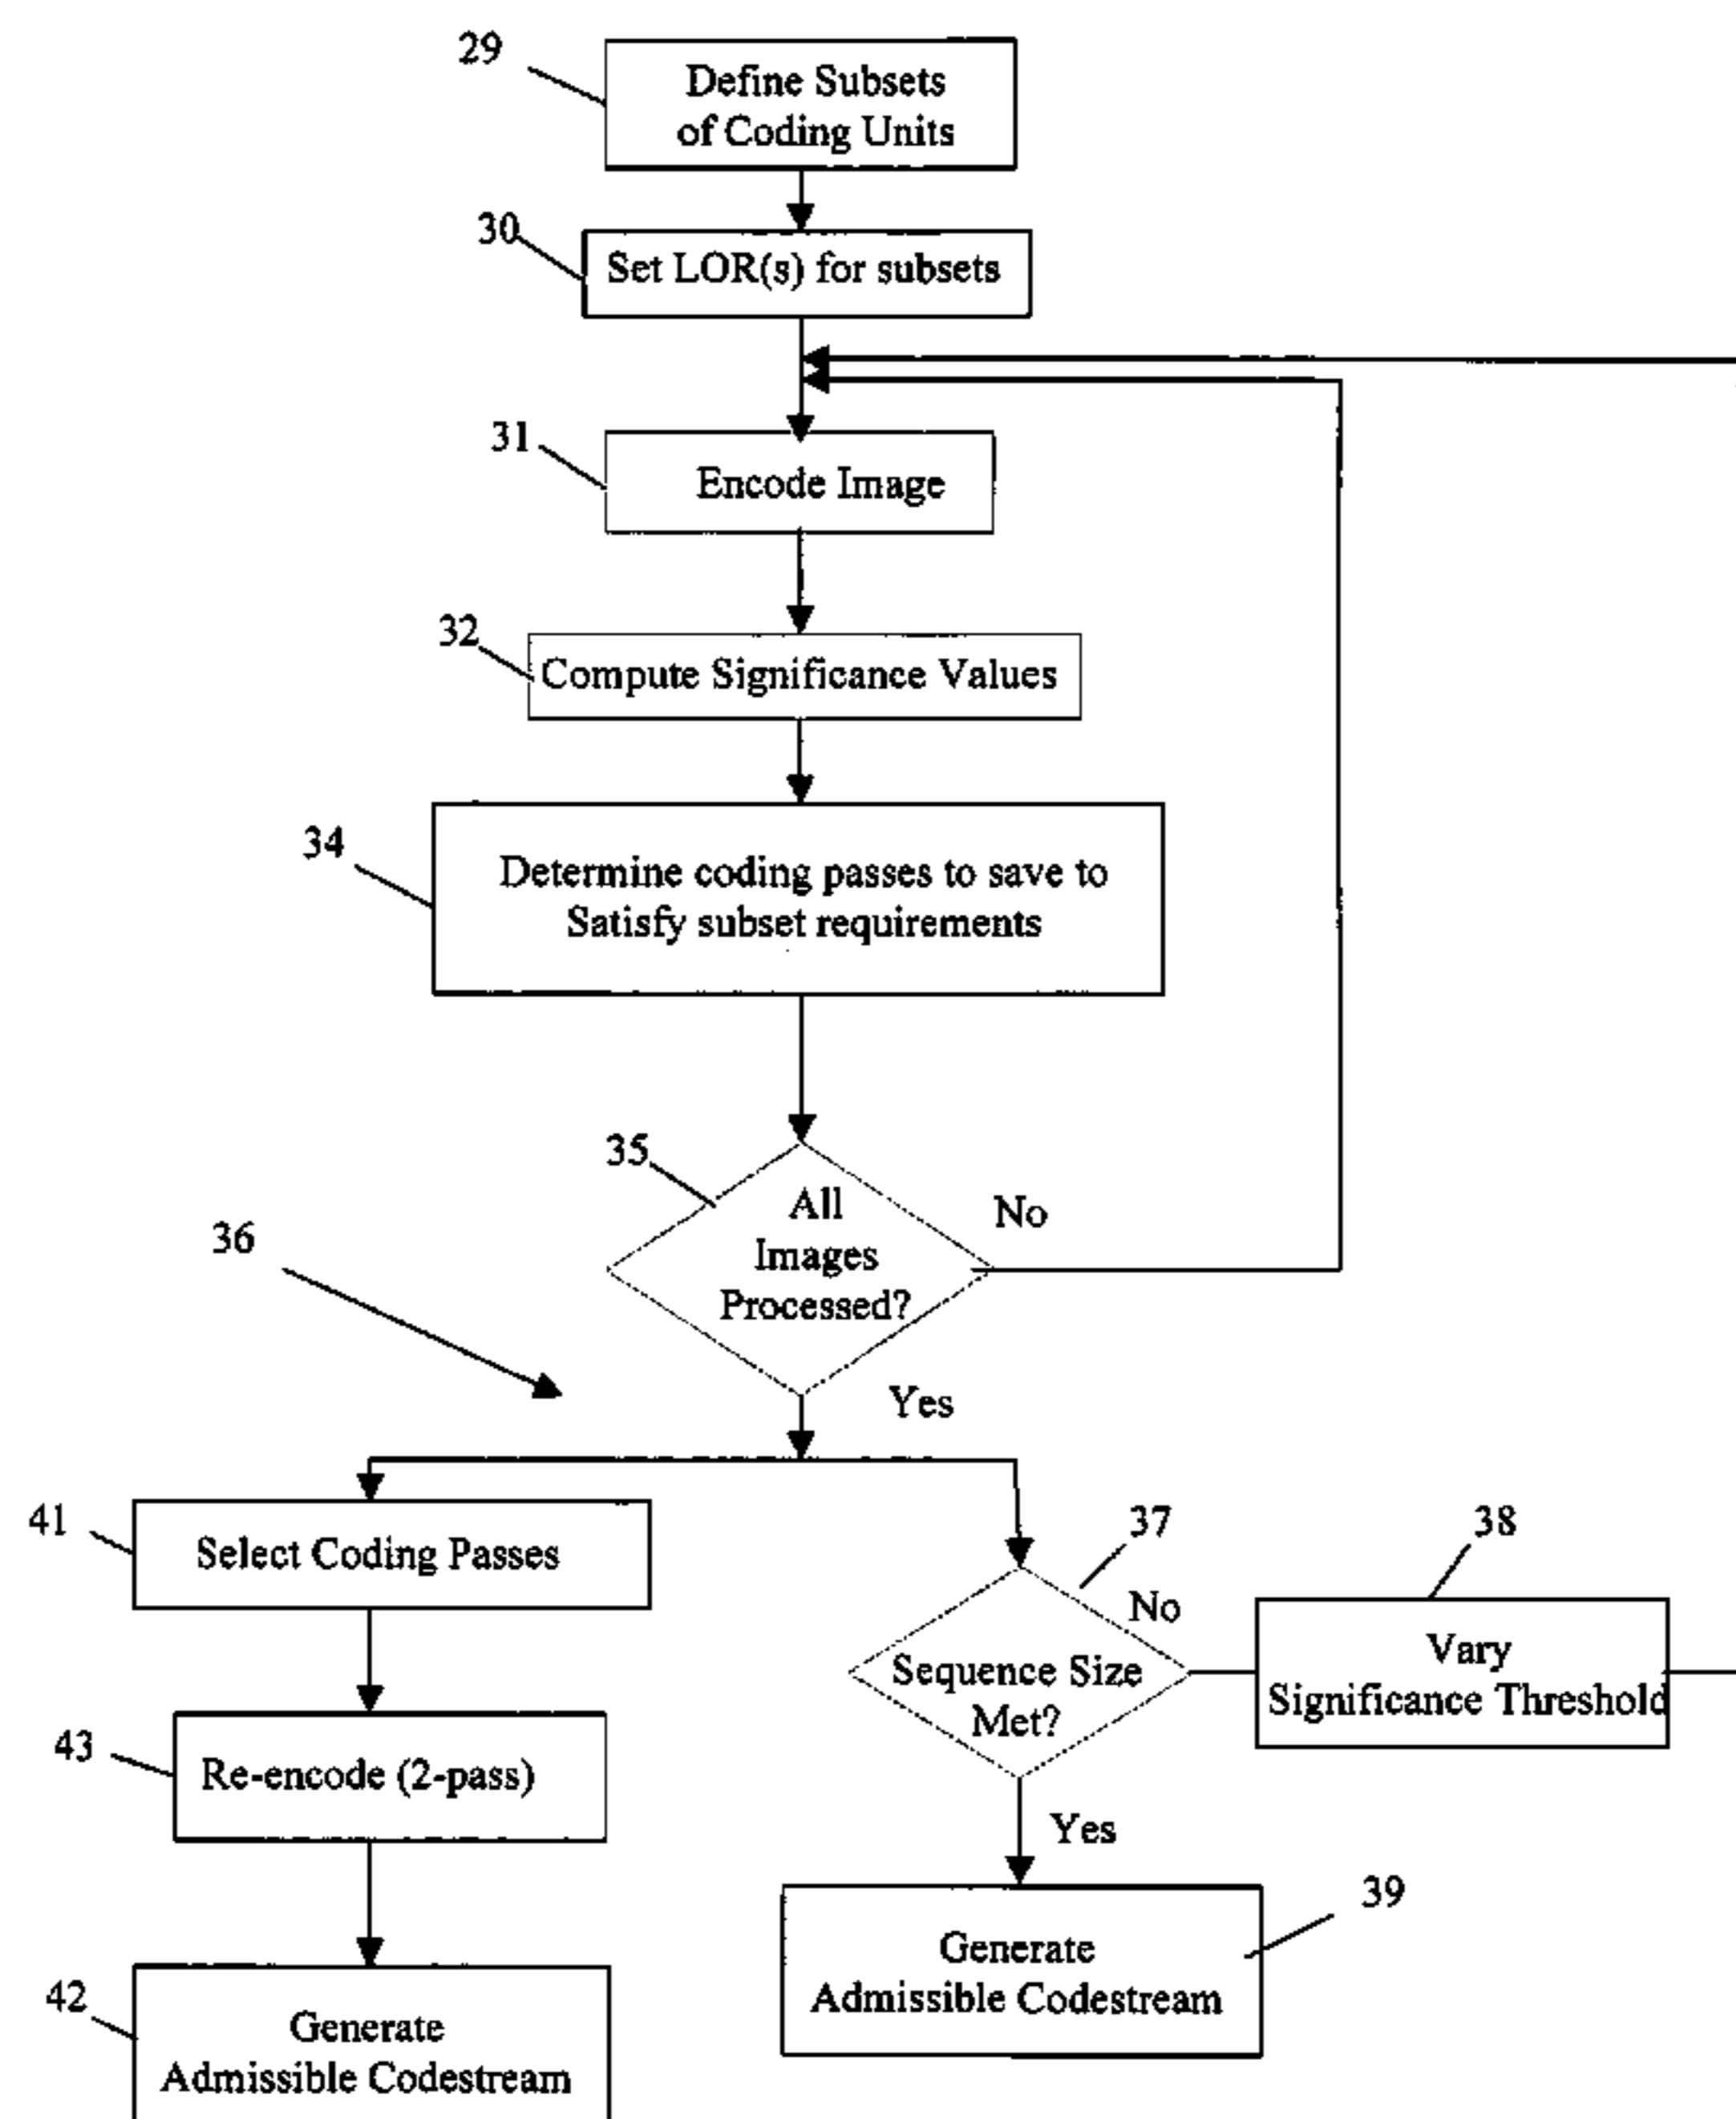 29
Define Subsets
of Coding Units
30
Set LOR(s) for subsets
31
Encode Image
32
Compute Significance Values
34
Determine coding passes to save to
Satisfy subset requirements
35
All
Images
Processed?
No
36
Yes
41
Select Coding Passes
37
No
38
Sequence Size
Met?
Vary
Significance Threshold
43
Re-encode (2-pass)
Yes
39
Generate
Admissible Codestream
42
Generate
Admissible Codestream